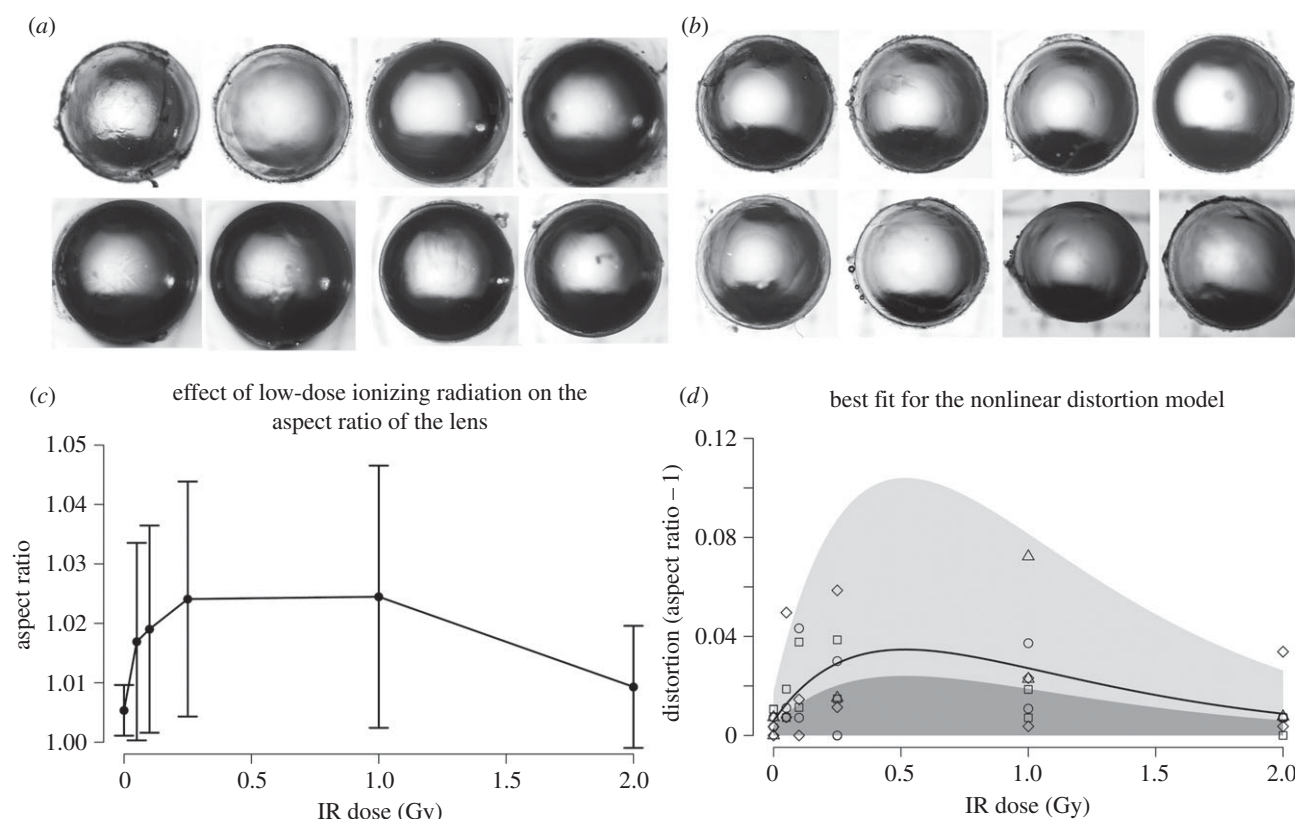 (a)
(b)
(c)
effect of low-dose ionizing radiation on the
aspect ratio of the lens
1.05
1.04
1.03
1.02
1.01
1.00
aspect ratio
0
0.5
1.0
1.5
2.0
IR dose (Gy)
(d)
best fit for the nonlinear distortion model
0.12
0.08
0.04
0
distortion (aspect ratio – 1)
0
0.5
1.0
1.5
2.0
IR dose (Gy)